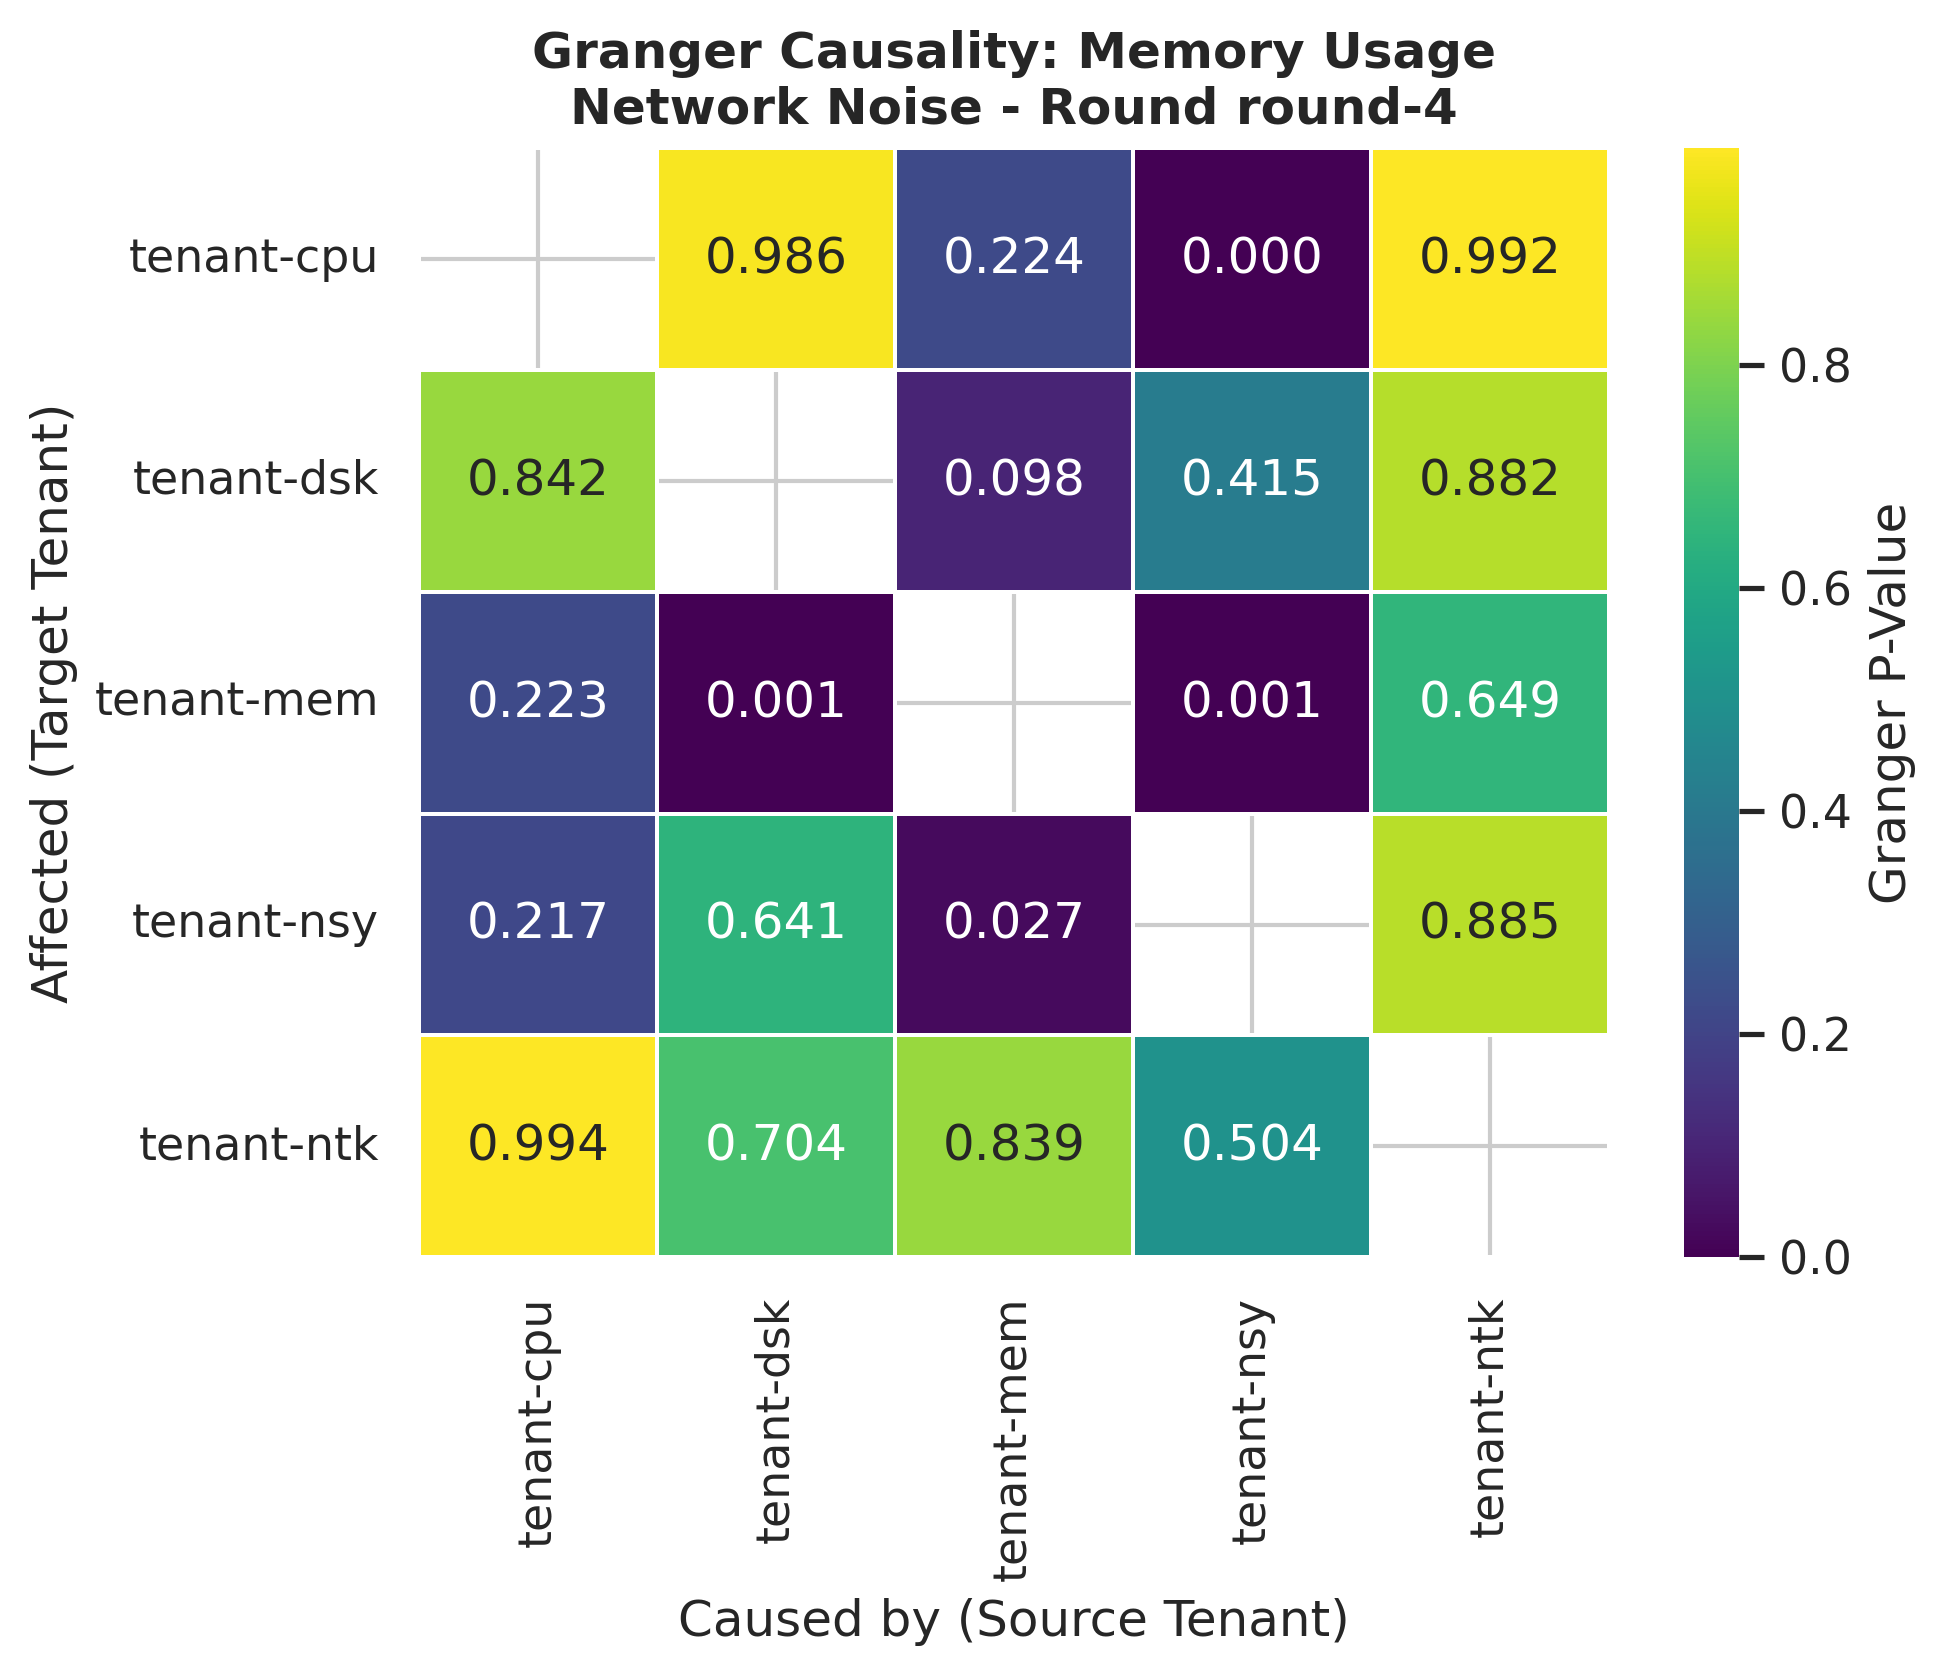 Granger Causality: Memory Usage
Network Noise - Round round-4
Affected (Target Tenant)
tenant-cpu
0.986 0.224 0.000 0.992
tenant-dsk
0.842 0.098 0.415 0.882
tenant-mem
0.223 0.001 0.001 0.649
tenant-nsy
0.217 0.641 0.027 0.885
tenant-ntk
0.994 0.704 0.839 0.504
tenant-cpu
tenant-dsk
tenant-mem
tenant-nsy
tenant-ntk
Caused by (Source Tenant)
0.8
0.6
0.4
0.2
0.0
Granger P-Value